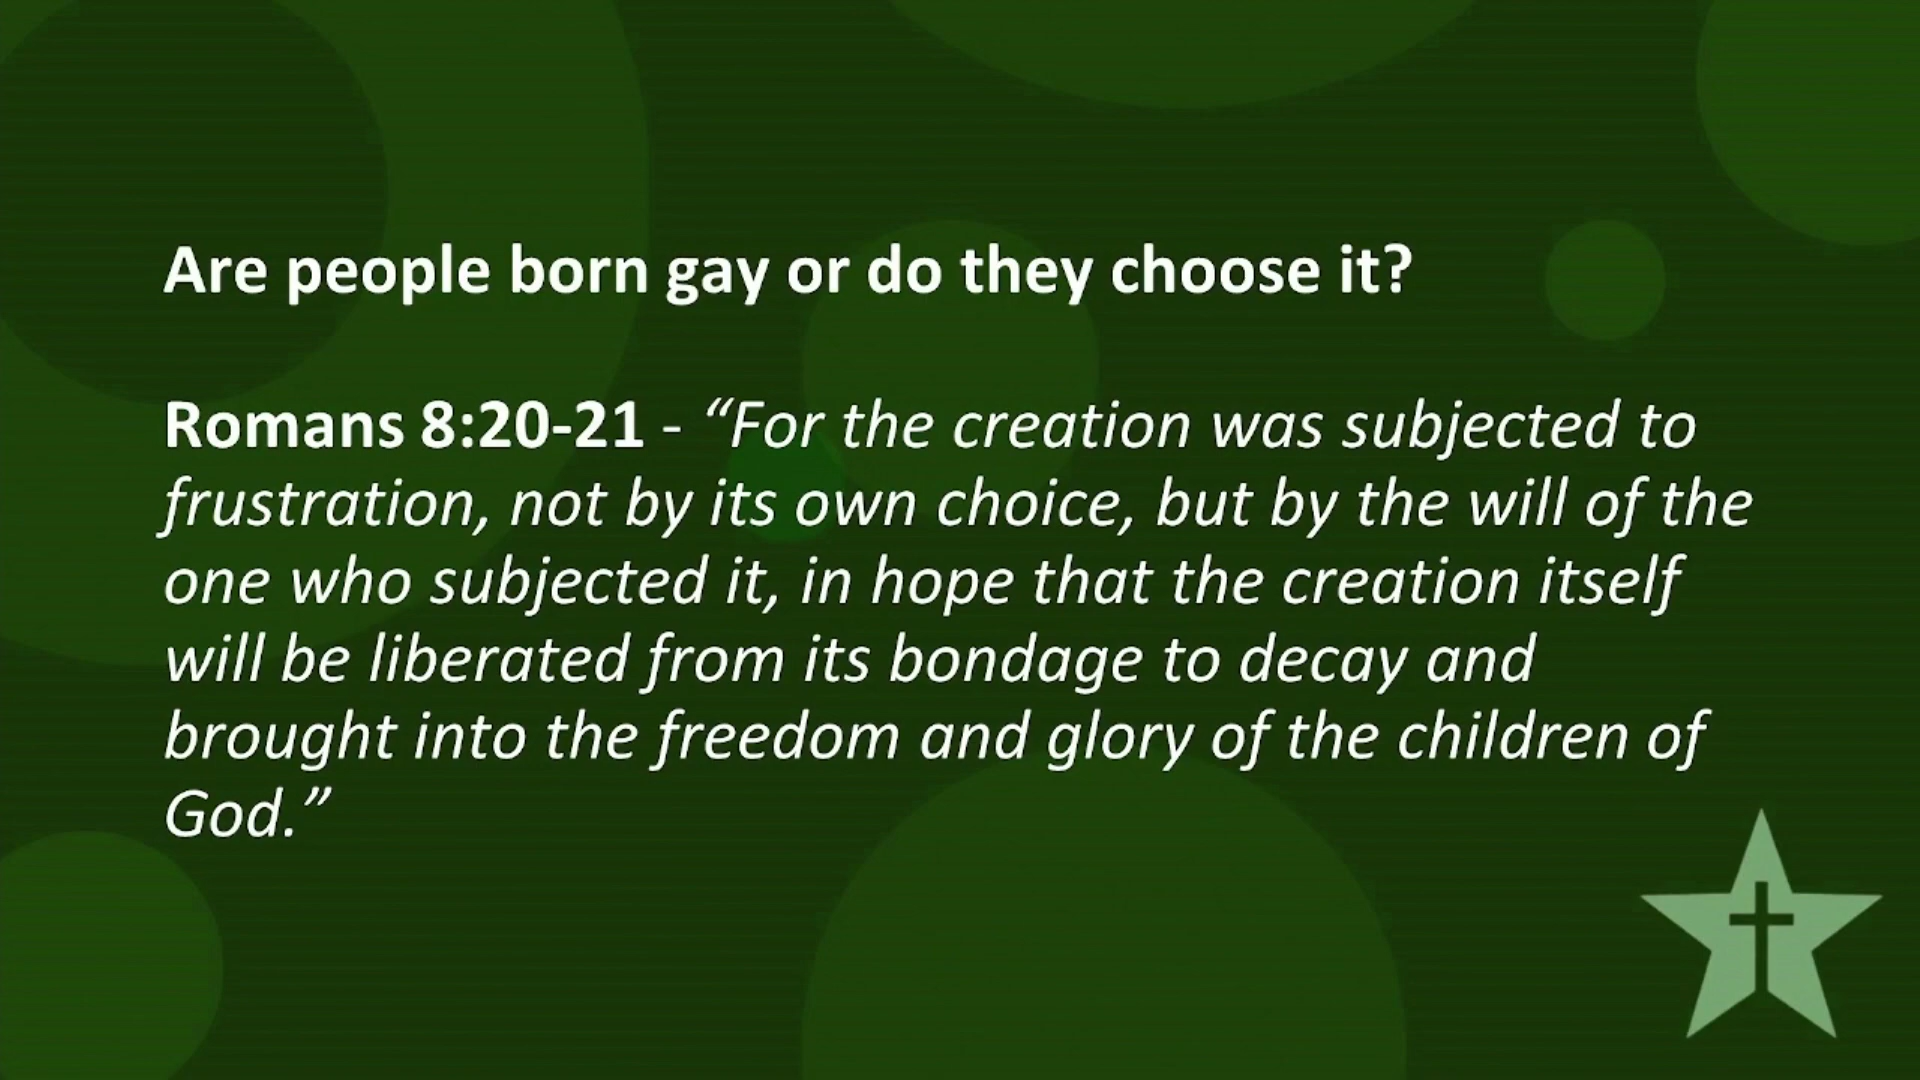 Are people born gay or do they choose it?
Romans 8:20-21 - “For the creation was subjected to
frustration, not by its own choice, but by the will of the
one who subjected it, in hope that the creation itself
will be liberated from its bondage to decay and
brought into the freedom and glory of the children of
God.”